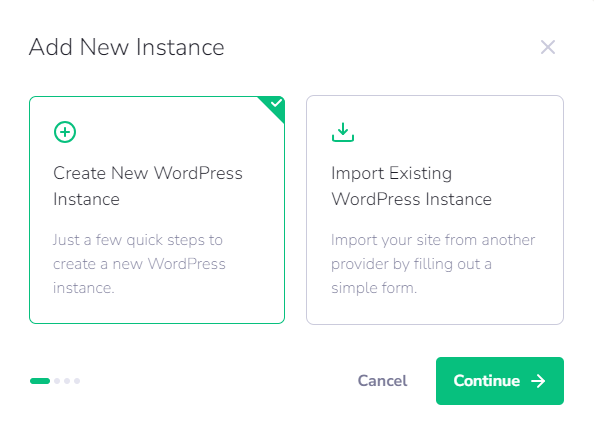 Add New Instance
Create New WordPress
Instance
Just a few quick steps to
create a new WordPress
instance.
Import Existing
WordPress Instance
Import your site from another
provider by filling out a
simple form.
Cancel
Continue